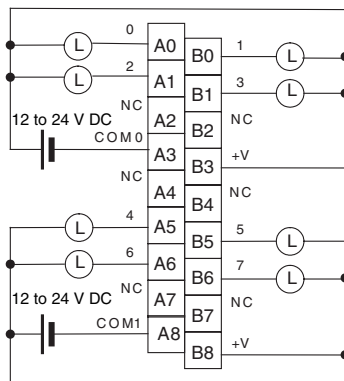 0 A0 B0 1 L L
2 A1 B1 3 L L
NC A2 B2 NC
12 to 24 V DC
COM0 A3 B3 +V
NC A4 B4 NC
4 A5 B5 5 L L
6 A6 B6 7 L L
NC A7 B7 NC
12 to 24 V DC
COM1 A8 B8 +V